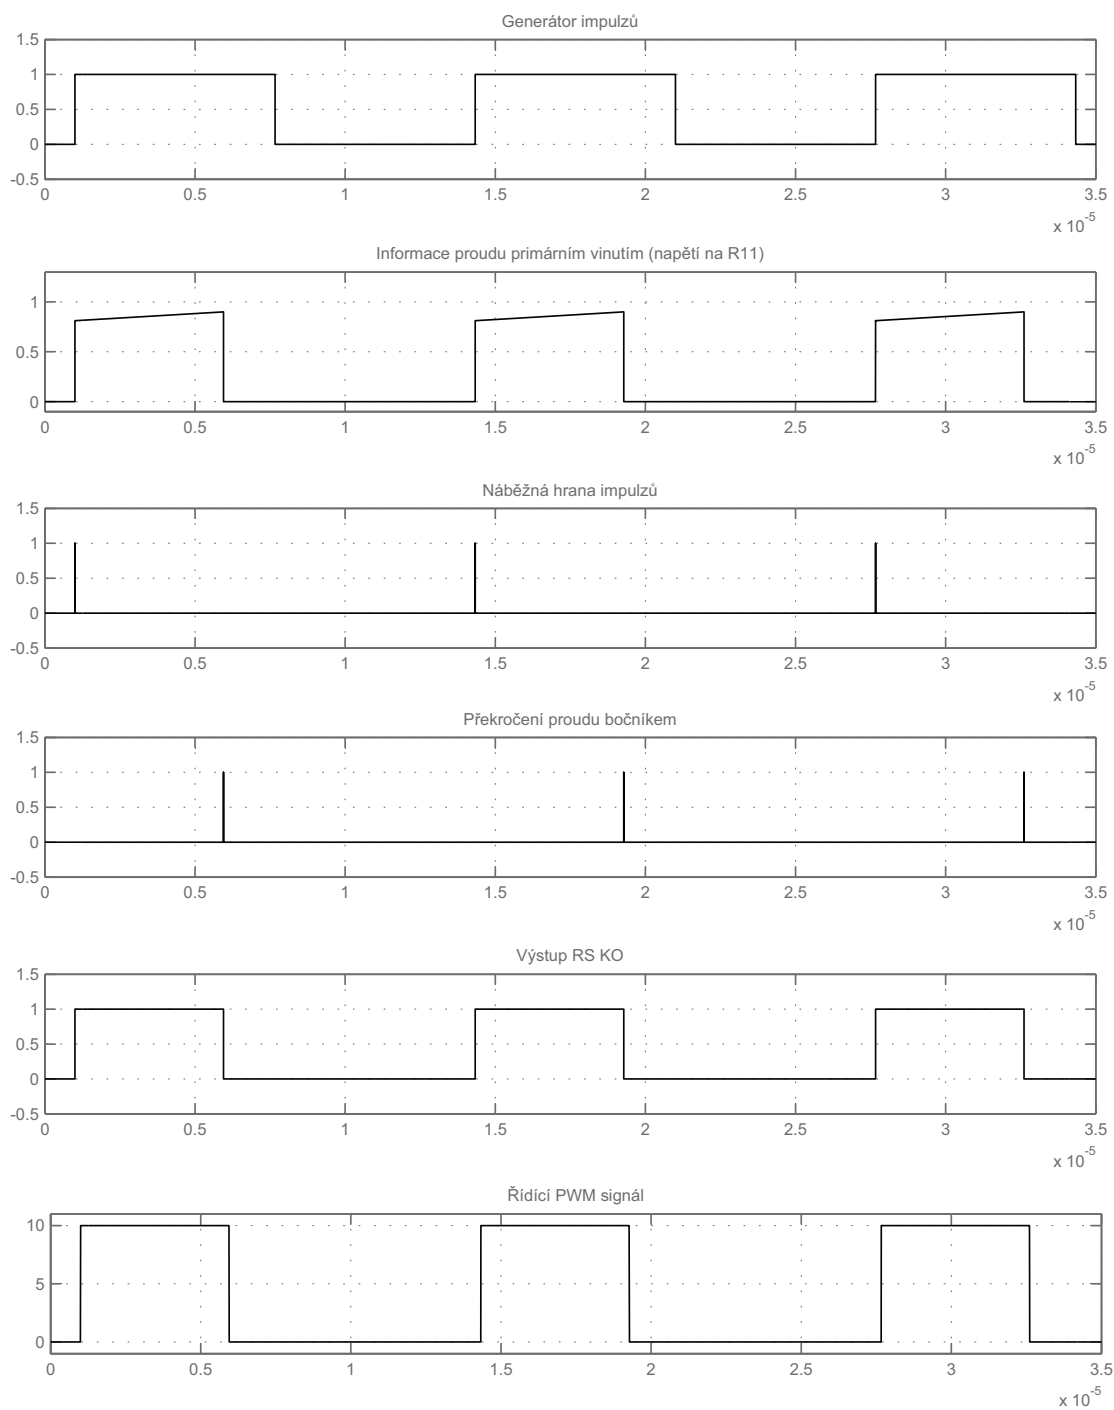 Generátor impulzů
1.5
1
0.5
0
-0.5
0 0.5 1 1.5 2 2.5 3 3.5
x 10-5
Informace proudu primárním vinutím (napětí na R11)
1
0.5
0
0 0.5 1 1.5 2 2.5 3 3.5
x 10-5
Náběžná hrana impulzů
1.5
1
0.5
0
-0.5
0 0.5 1 1.5 2 2.5 3 3.5
x 10-5
Překročení proudu bočníkem
1.5
1
0.5
0
-0.5
0 0.5 1 1.5 2 2.5 3 3.5
x 10-5
Výstup RS KO
1.5
1
0.5
0
-0.5
0 0.5 1 1.5 2 2.5 3 3.5
x 10-5
Řídící PWM signál
10
5
0
0 0.5 1 1.5 2 2.5 3 3.5
x 10-5